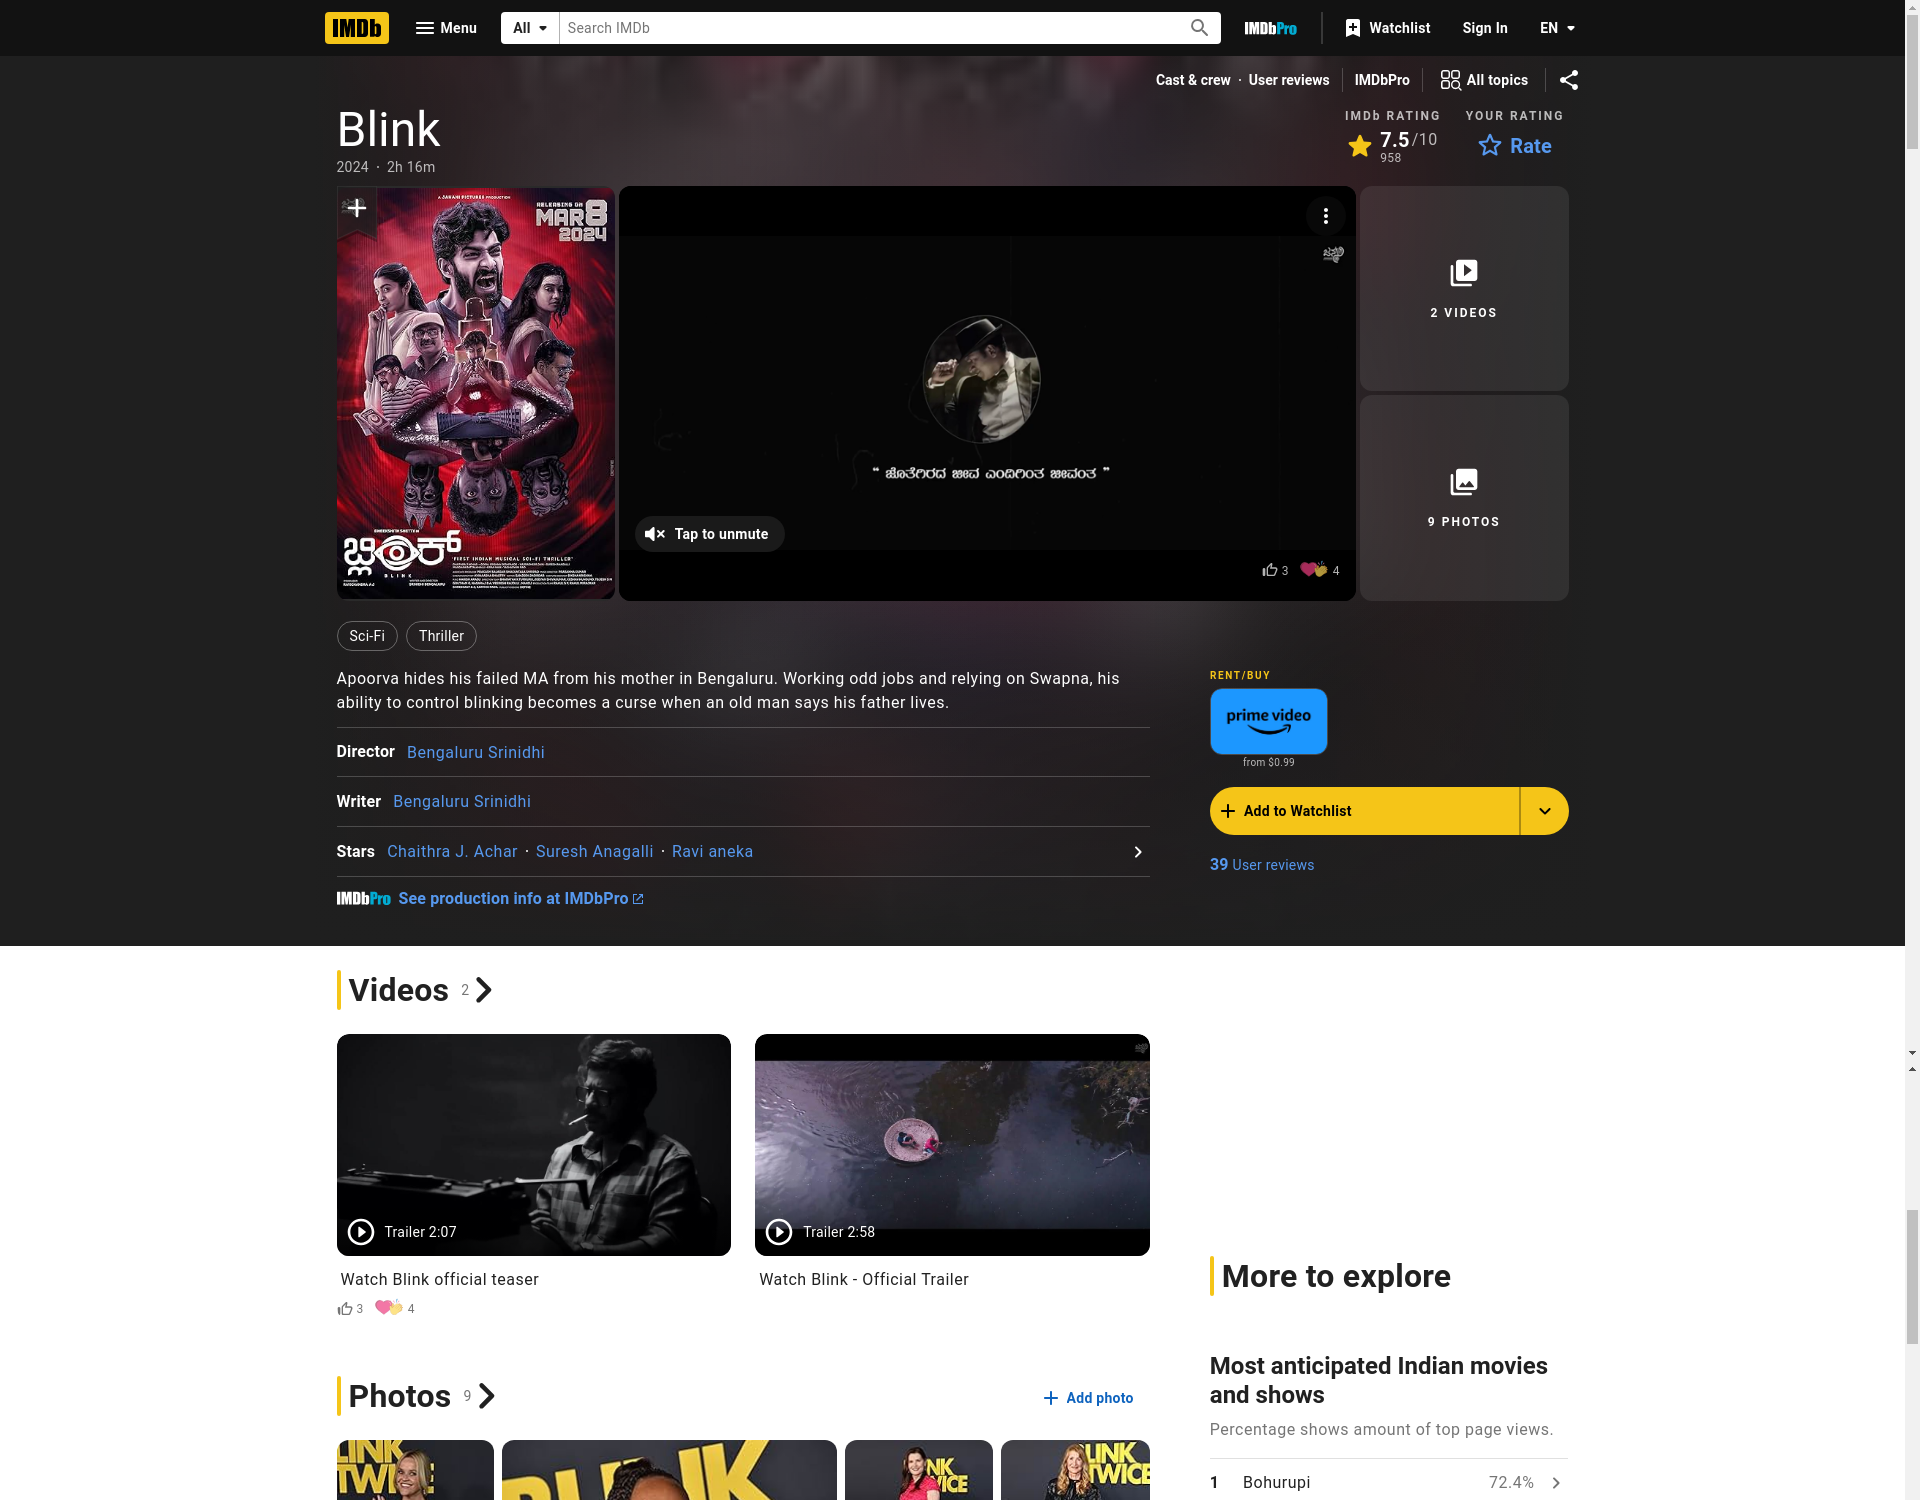 IMDb
Menu
All
Search IMDb
IMDbPro
Watchlist
Sign In
EN
Cast & crew · User reviews
IMDbPro
All topics
Blink
2024 · 2h 16m
IMDb RATING
7.5/10
958
YOUR RATING
Rate
RELEASING ON
MAR 8
2024
ಬ್ಲಿಂಕ್
BLINK
"FIRST INDIAN MUSICAL SCI-FI THRILLER"
“ ಜೊತೆಗಿರದ ಜೀವ ಎಂದಿಗಿಂತ ಜೀವಂತ ”
Tap to unmute
3
4
2 VIDEOS
9 PHOTOS
Sci-Fi
Thriller
Apoorva hides his failed MA from his mother in Bengaluru. Working odd jobs and relying on Swapna, his
ability to control blinking becomes a curse when an old man says his father lives.
Director Bengaluru Srinidhi
Writer Bengaluru Srinidhi
Stars Chaithra J. Achar · Suresh Anagalli · Ravi aneka
IMDbPro See production info at IMDbPro
RENT/BUY
prime video
from $0.99
Add to Watchlist
39 User reviews
Videos 2
Trailer 2:07
Trailer 2:58
Watch Blink official teaser
Watch Blink - Official Trailer
3
4
Photos 9
Add photo
More to explore
Most anticipated Indian movies
and shows
Percentage shows amount of top page views.
1 Bohurupi 72.4%